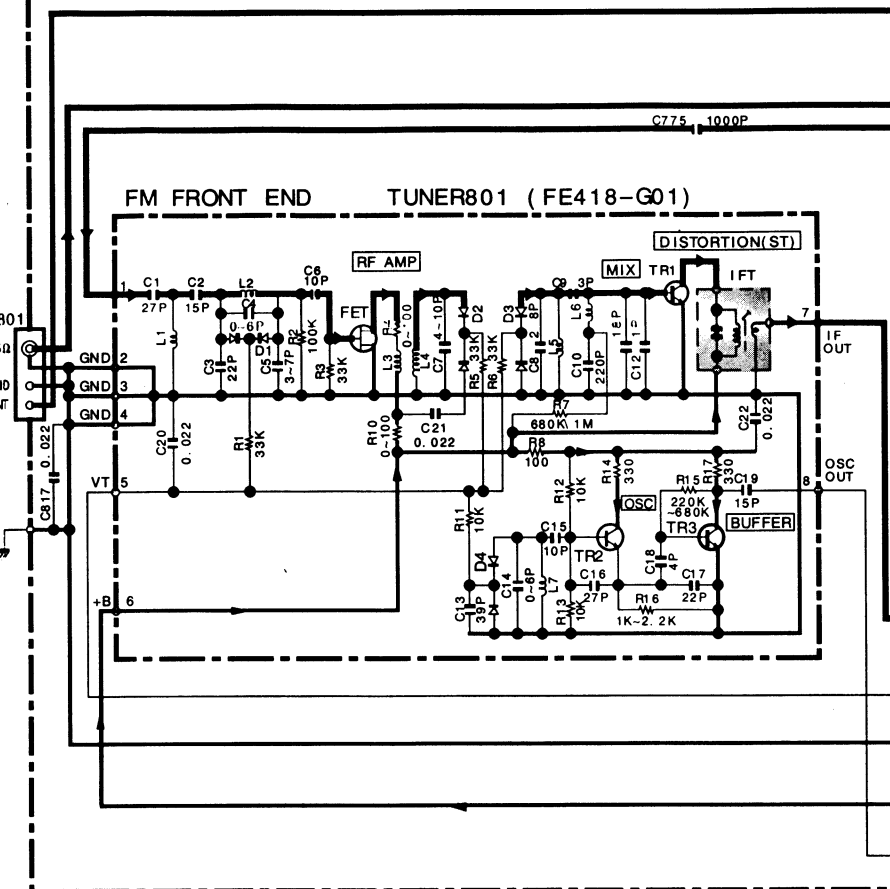 C775 1000P
FM FRONT END TUNER801 (FE418-G01)
DISTORTION(ST)
RF AMP
MIX
TR1
IFT
1
C1
27P
C2
15P
L2
C4
0~6P
C6
10P
FET
D2
D3
8P
C9 3P
L6
7
IF
OUT
801
L1
D1
C3
22P
C5
3~7P
R2
100K
R3
33K
L3
L4
C7
4~10P
R5
33K
R6
33K
C8
L5
C10
220P
18P
C12
GND 2
GND 3
GND 4
R7
680K\1M
C22
0.022
C817
0.022
C20
0.022
R1
33K
R10
0~100
C21
0.022
R8
100
VT 5
R11
10K
R12
10K
R14
330
OSC
R15
220K
~680K
R17
330
C19
15P
OSC
OUT
8
BUFFER
D4
C15
10P
TR2
TR3
C18
4P
+B 6
C13
39P
C14
0~6P
L7
R13
10K
C16
27P
C17
22P
R16
1K~2.2K